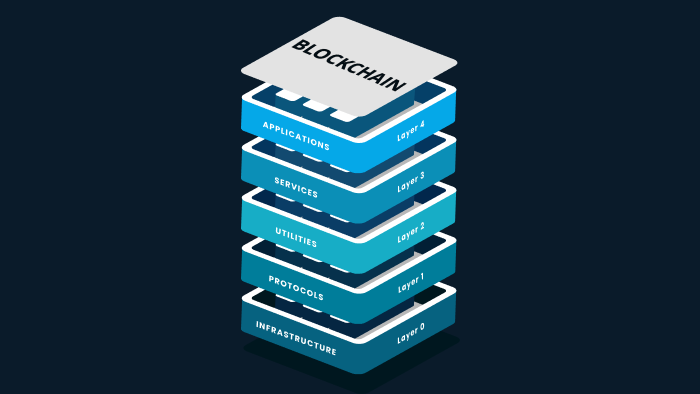 BLOCKCHAIN
APPLICATIONS Layer 4
SERVICES Layer 3
UTILITIES Layer 2
PROTOCOLS Layer 1
INFRASTRUCTURE Layer 0